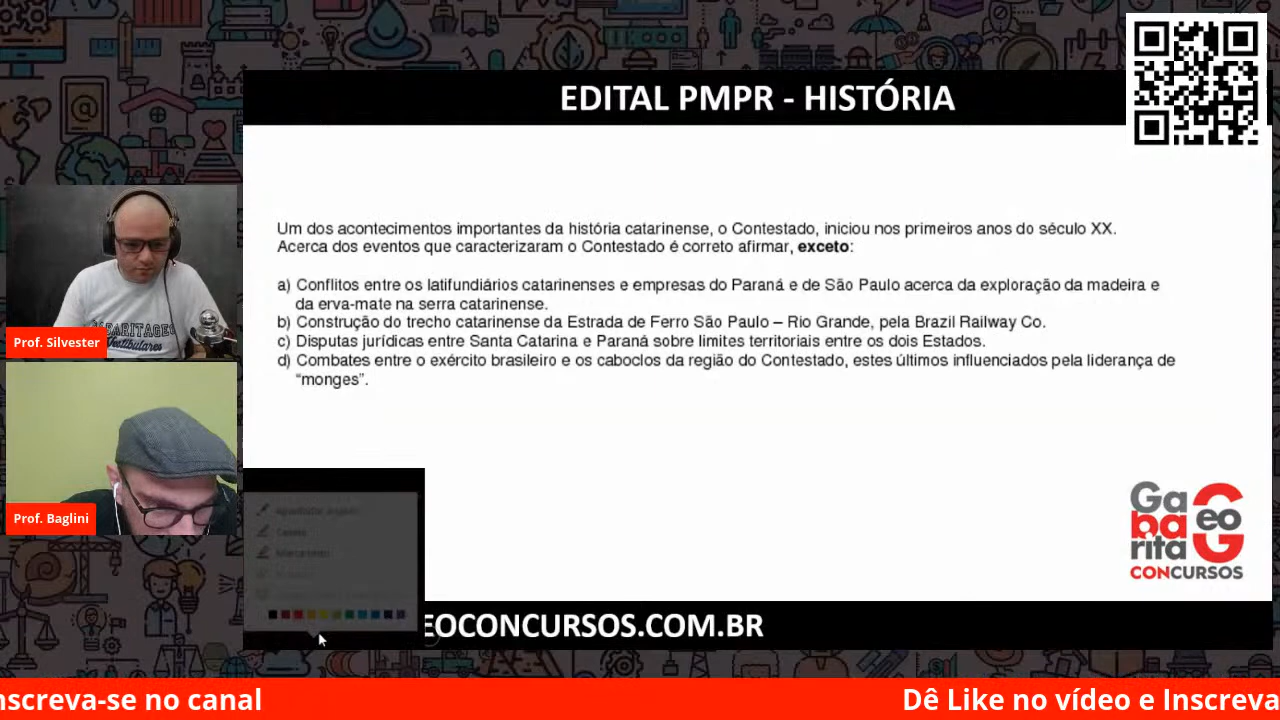 EDITAL PMPR - HISTÓRIA
Um dos acontecimentos importantes da história catarinense, o Contestado, iniciou nos primeiros anos do século XX.
Acerca dos eventos que caracterizaram o Contestado é correto afirmar, exceto:
a) Conflitos entre os latifundiários catarinenses e empresas do Paraná e de São Paulo acerca da exploração da madeira e
da erva-mate na serra catarinense.
b) Construção do trecho catarinense da Estrada de Ferro São Paulo – Rio Grande, pela Brazil Railway Co.
c) Disputas jurídicas entre Santa Catarina e Paraná sobre limites territoriais entre os dois Estados.
d) Combates entre o exército brasileiro e os caboclos da região do Contestado, estes últimos influenciados pela liderança de
“monges”.
Prof. Silvester
Prof. Baglini
Gabarita Geo
CONCURSOS
EOCONCURSOS.COM.BR
nscreva-se no canal
Dê Like no vídeo e Inscreva